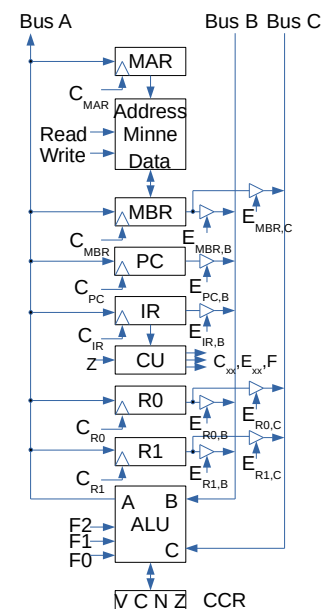 Bus A Bus B Bus C
MAR
C_MAR
Address
Minne
Data
Read
Write
MBR
C_MBR
E_MBR,B
E_MBR,C
PC
C_PC
E_PC,B
IR
C_IR
E_IR,B
Z
CU
C_xx,E_xx,F
R0
C_R0
E_R0,B
E_R0,C
R1
C_R1
E_R1,B
E_R1,C
A B
ALU
C
F2
F1
F0
V C N Z CCR